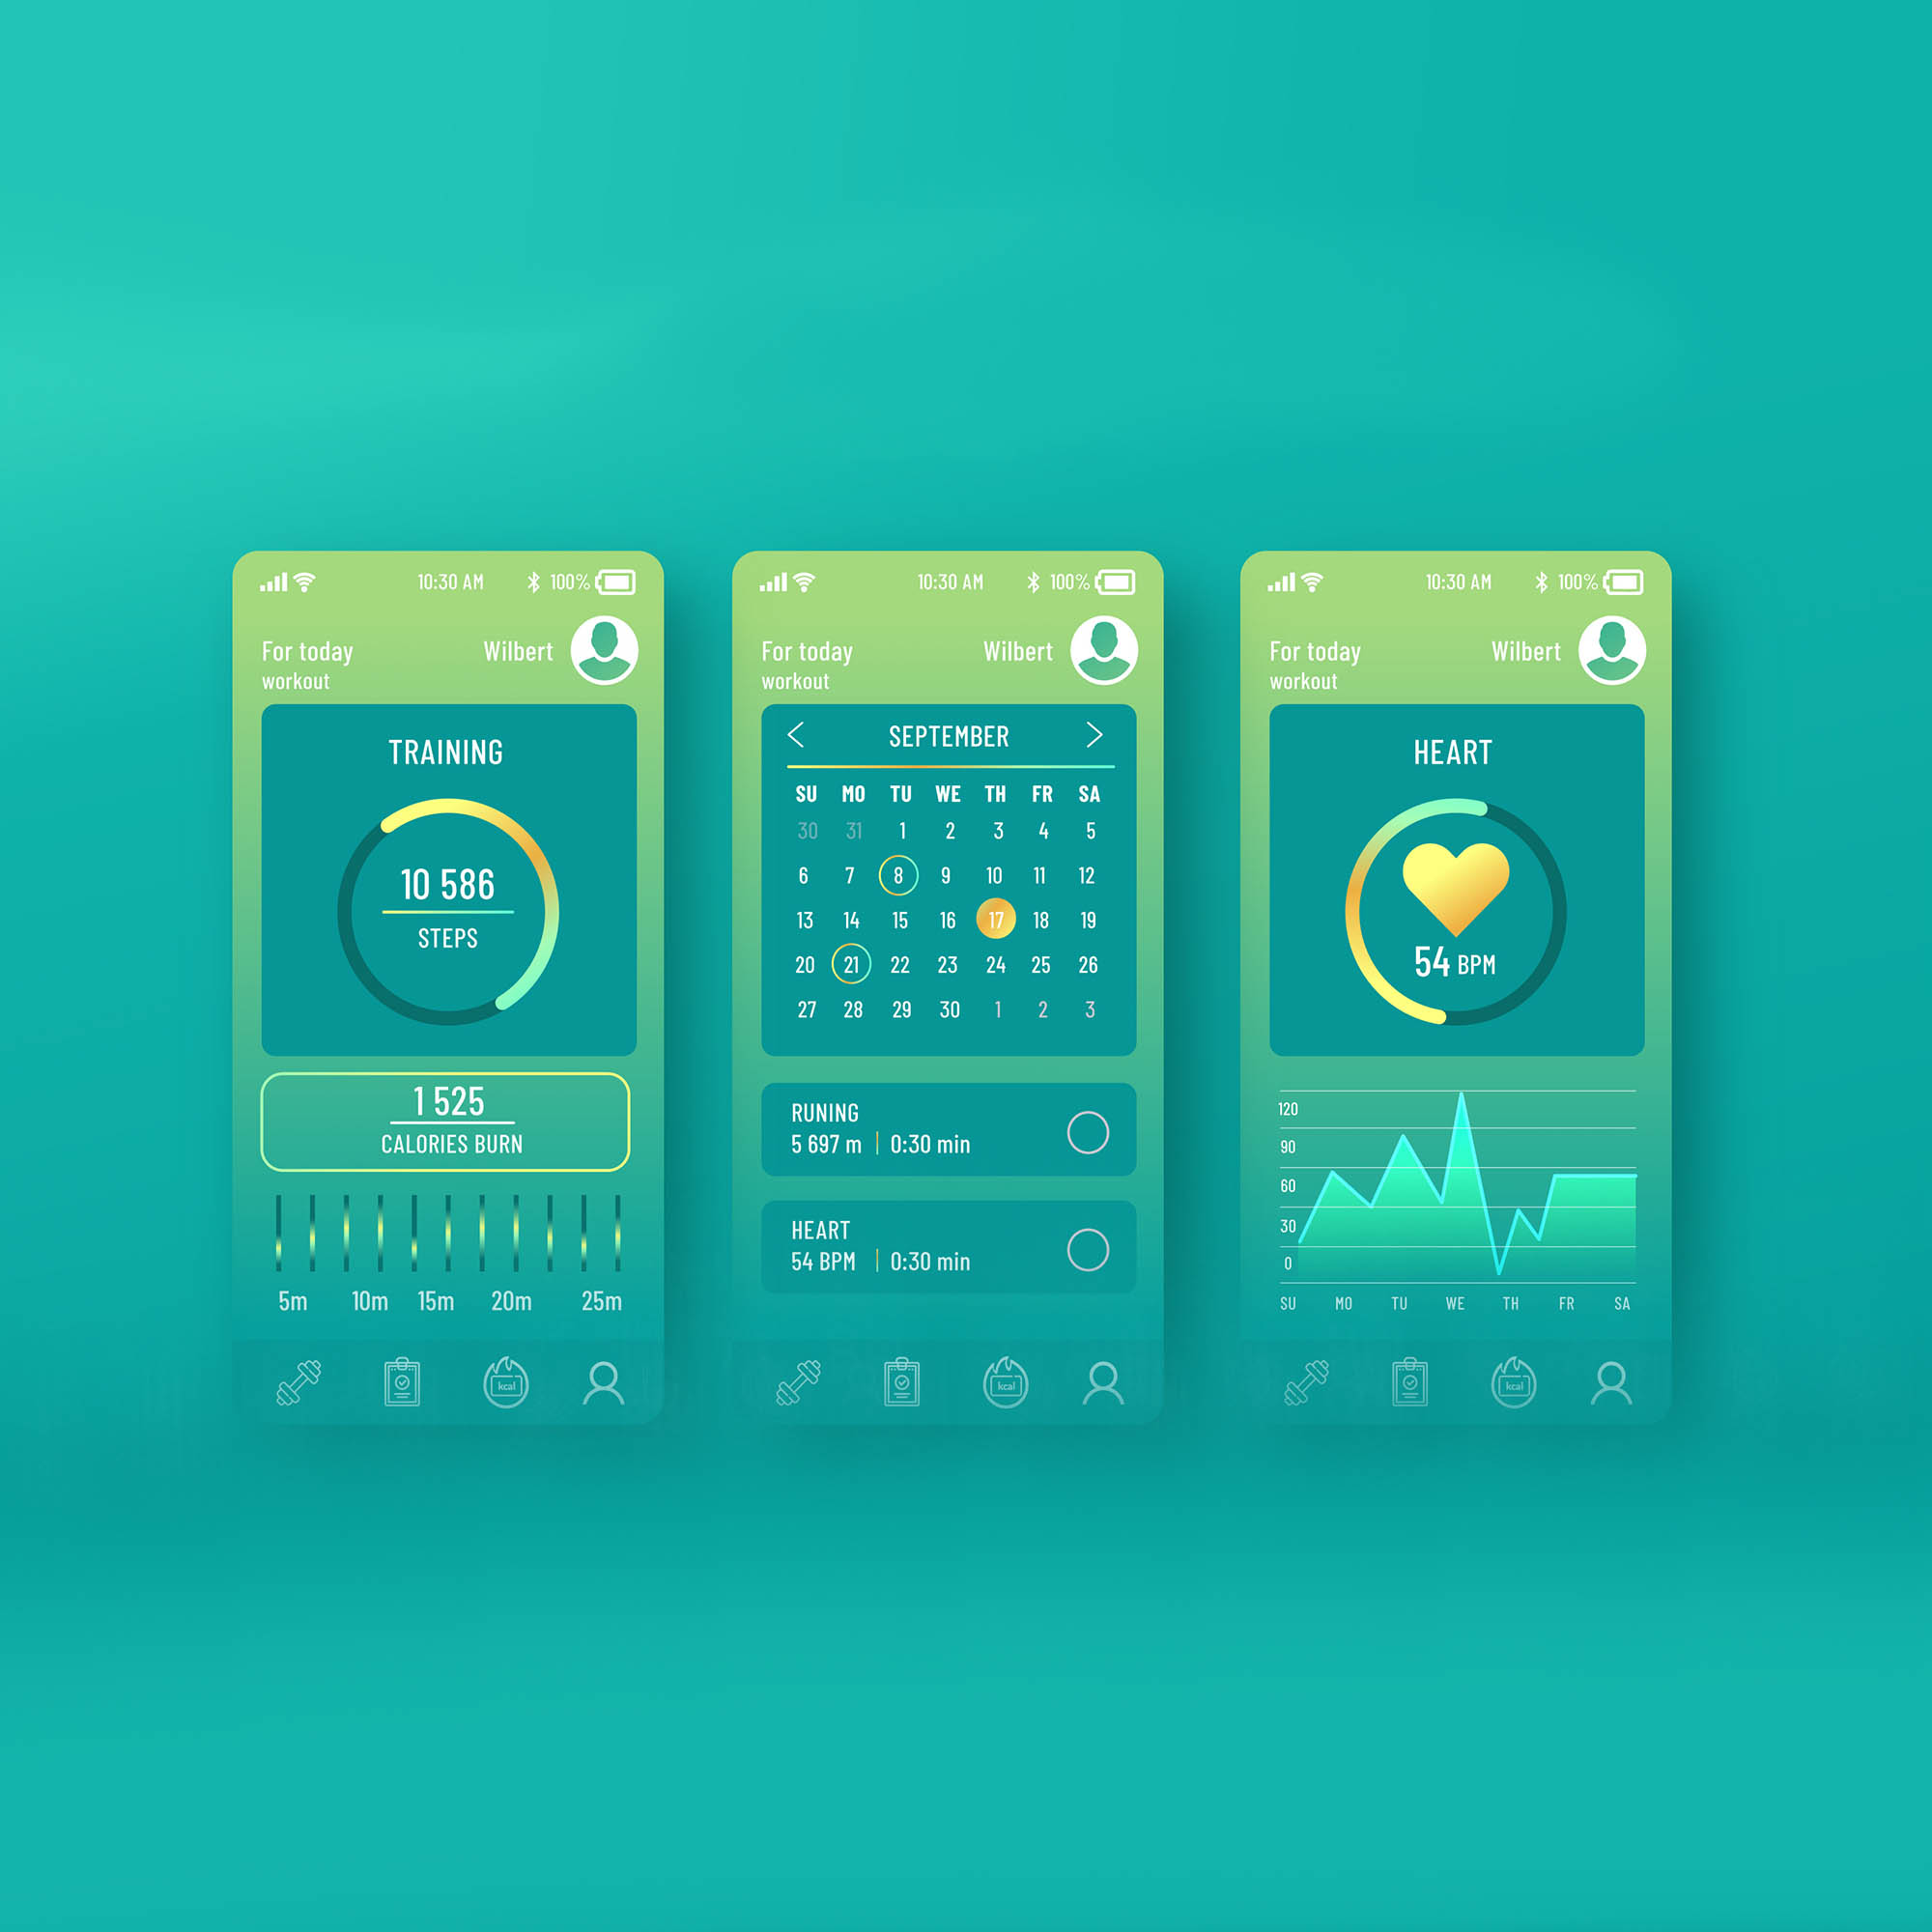 10:30 AM 100%
For today Wilbert
workout
TRAINING
10 586
STEPS
1 525
CALORIES BURN
5m 10m 15m 20m 25m
kcal
10:30 AM 100%
For today Wilbert
workout
SEPTEMBER
SU MO TU WE TH FR SA
30 31 1 2 3 4 5
6 7 8 9 10 11 12
13 14 15 16 17 18 19
20 21 22 23 24 25 26
27 28 29 30 1 2 3
RUNING
5 697 m 0:30 min
HEART
54 BPM 0:30 min
kcal
10:30 AM 100%
For today Wilbert
workout
HEART
54 BPM
120
90
60
30
0
SU MO TU WE TH FR SA
kcal